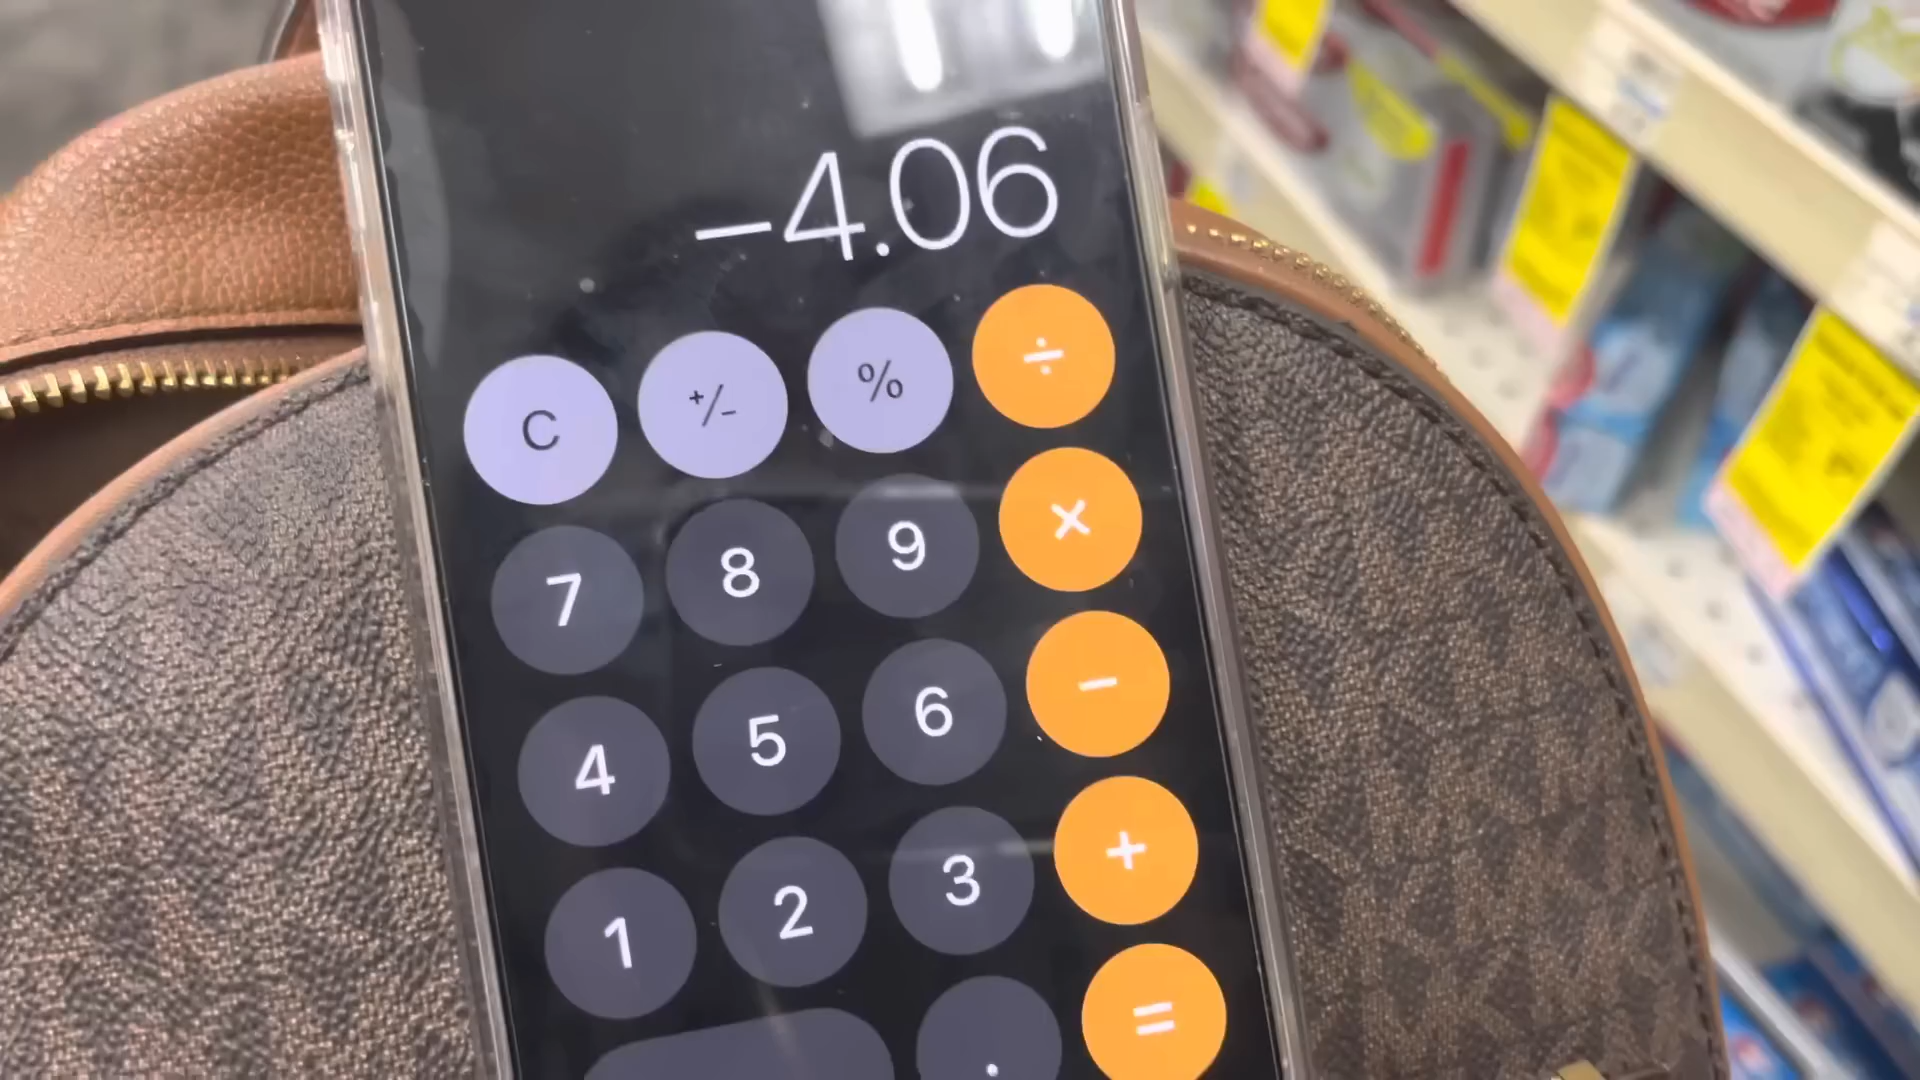 −4.06
C +/− % ÷
7 8 9 ×
4 5 6 −
1 2 3 +
. =